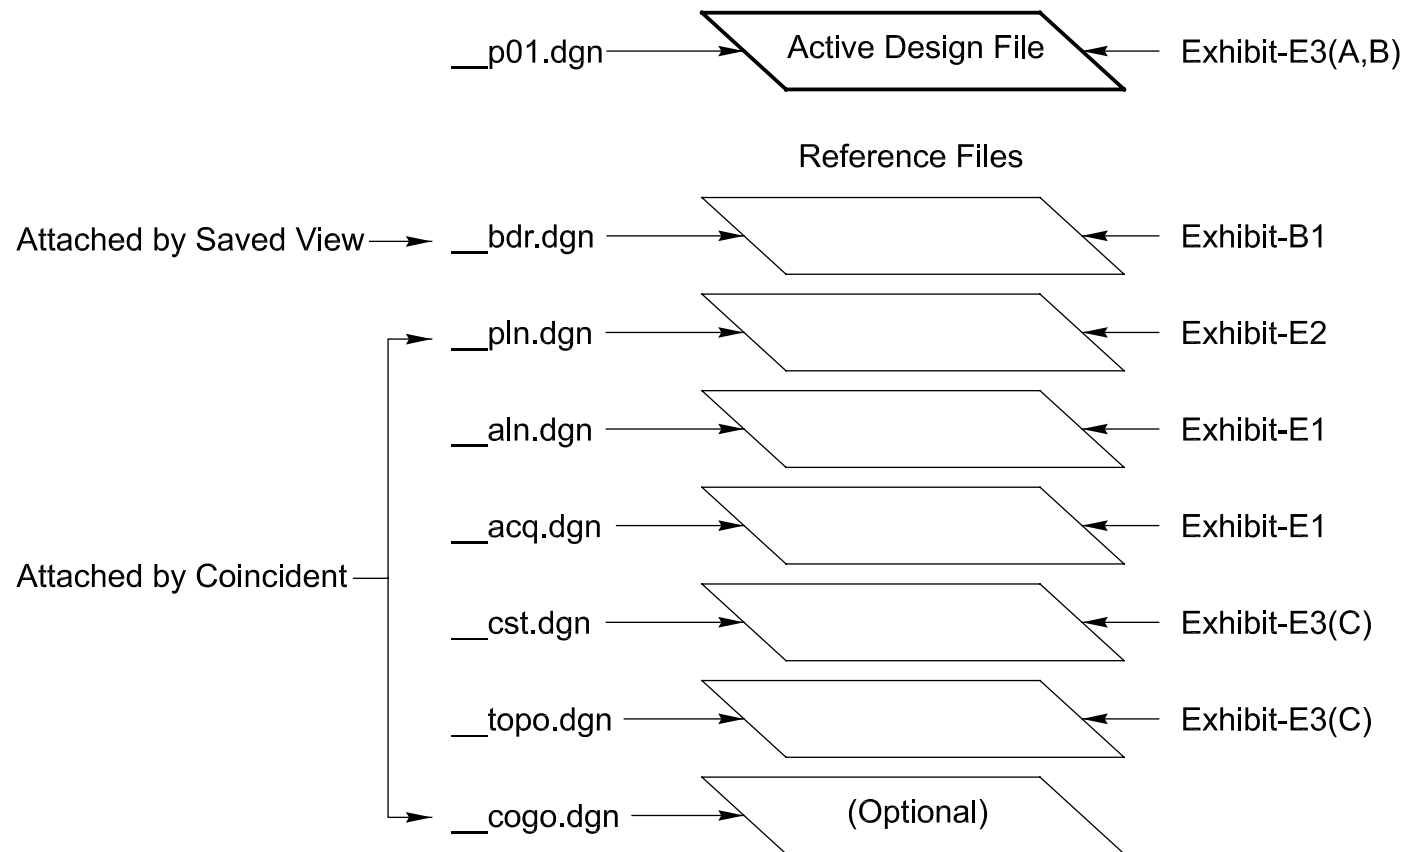 __p01.dgn Active Design File Exhibit-E3(A,B)
Reference Files
Attached by Saved View __bdr.dgn Exhibit-B1
__pln.dgn Exhibit-E2
__aln.dgn Exhibit-E1
__acq.dgn Exhibit-E1
Attached by Coincident
__cst.dgn Exhibit-E3(C)
__topo.dgn Exhibit-E3(C)
__cogo.dgn (Optional)